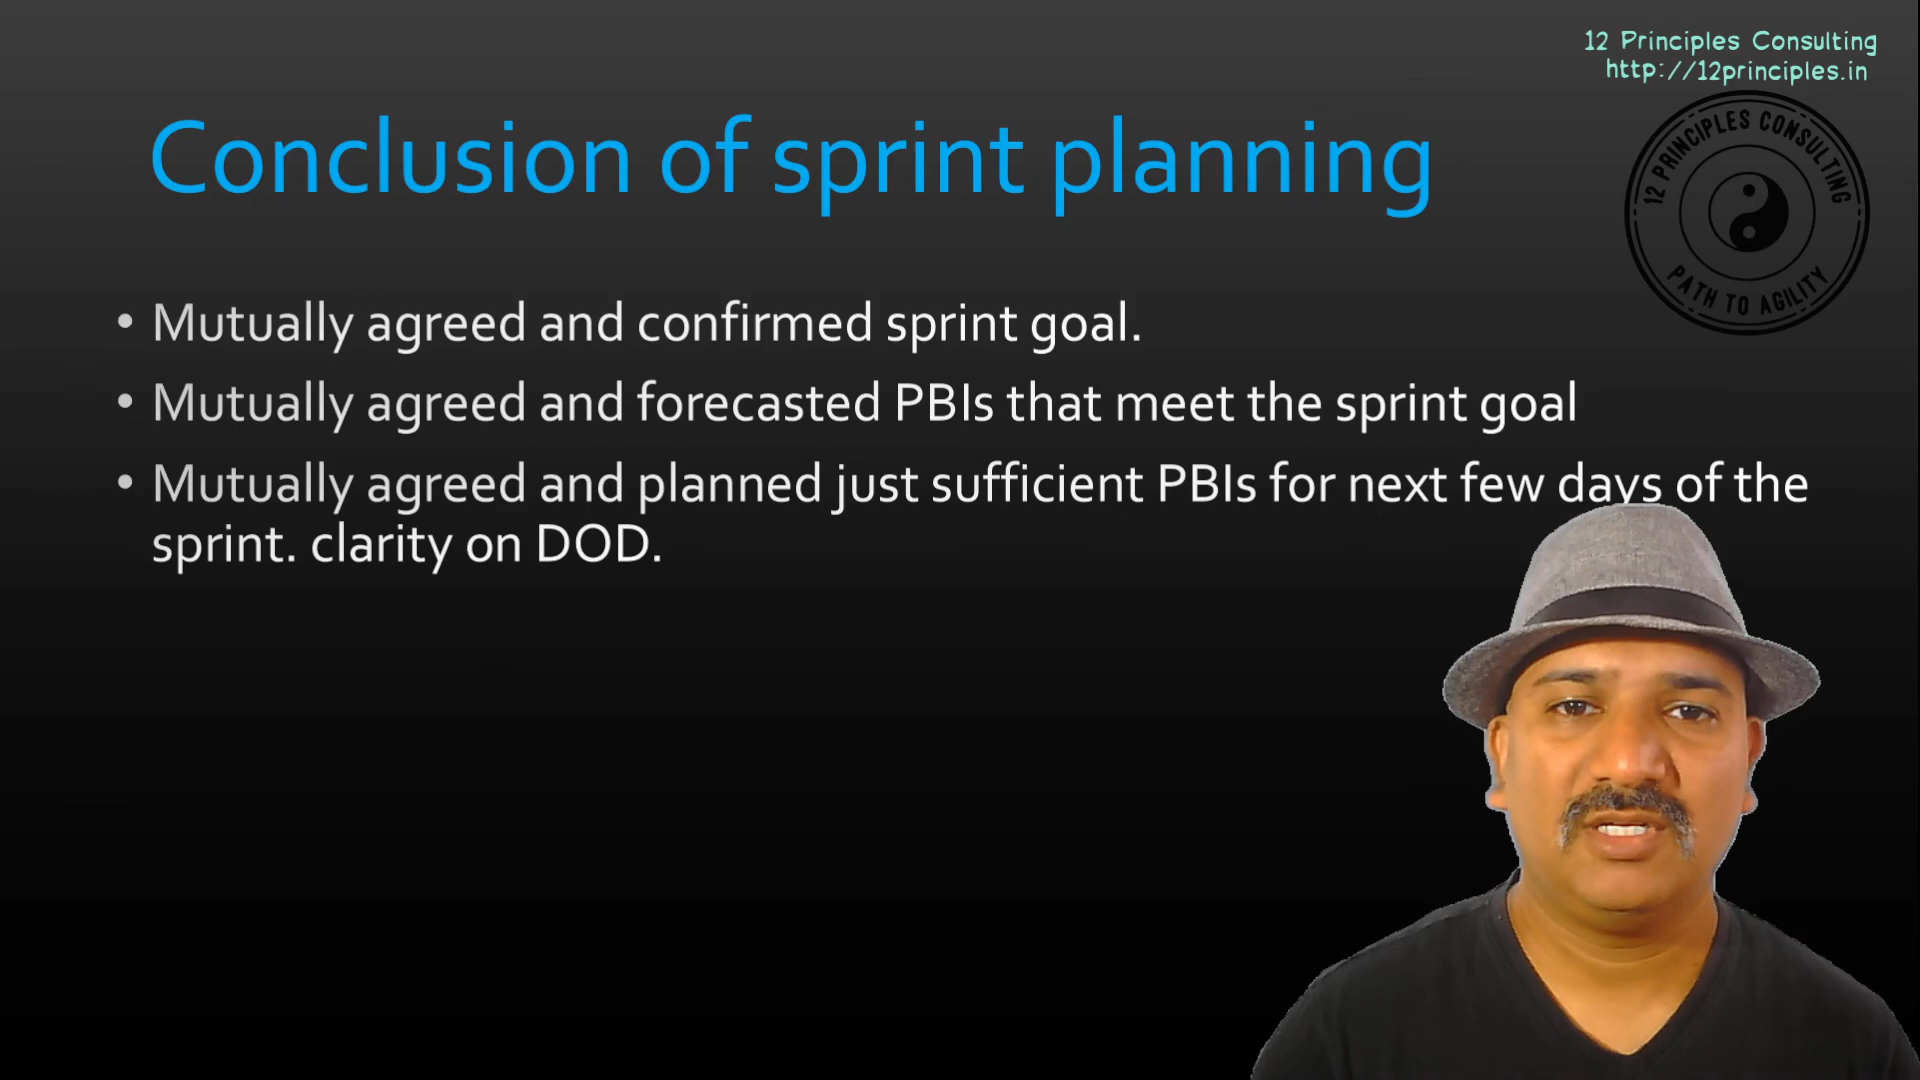 12 Principles Consulting
http://12principles.in
12 PRINCIPLES CONSULTING
PATH TO AGILITY
Conclusion of sprint planning
• Mutually agreed and confirmed sprint goal.
• Mutually agreed and forecasted PBIs that meet the sprint goal
• Mutually agreed and planned just sufficient PBIs for next few days of the
sprint. clarity on DOD.